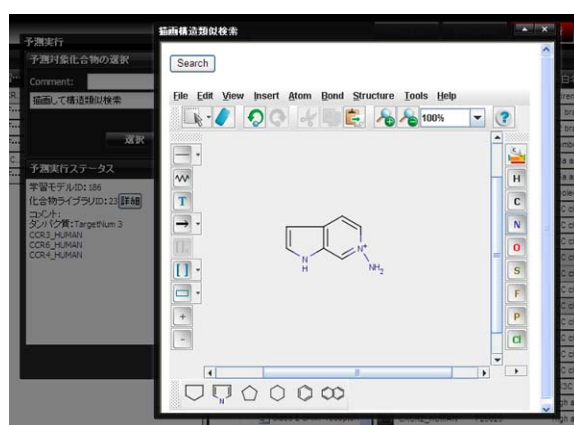 描画構造類似検索
Search
File Edit View Insert Atom Bond Structure Tools Help
100%
T
H
C
N
O
S
F
P
Cl
N
H
N+
NH2
N
予測実行
予測対象化合物の選択
Comment:
描画して構造類似検索
選択
予測実行ステータス
学習モデルID: 186
化合物ライブラリID: 23 詳細
コメント:
タンパク質: TargetNum 3
CCR3_HUMAN
CCR6_HUMAN
CCR4_HUMAN